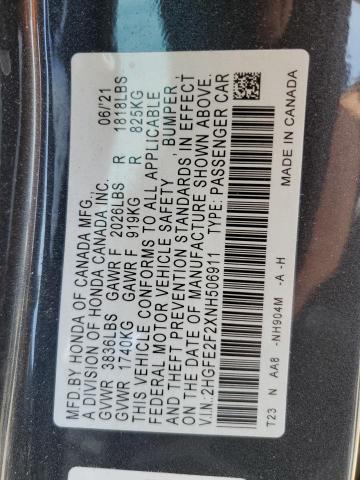 MFD.BY HONDA OF CANADA MFG. 06/'21
A DIVISION OF HONDA CANADA INC.
GVWR 3836LBS GAWR F 2026LBS R 1818LBS
GVWR 1740KG GAWR F 919KG R 825KG
THIS VEHICLE CONFORMS TO ALL APPLICABLE
FEDERAL MOTOR VEHICLE SAFETY, BUMPER,
AND THEFT PREVENTION STANDARDS IN EFFECT
ON THE DATE OF MANUFACTURE SHOWN ABOVE.
V.I.N.:2HGFE2F2XNH506911 TYPE:PASSENGER CAR
T23 N AA8 -NH904M -A -H MADE IN CANADA